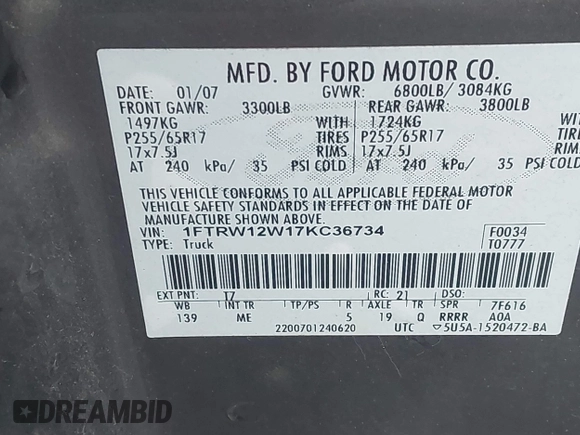 MFD. BY FORD MOTOR CO.
DATE: 01/07 GVWR: 6800LB/ 3084KG
FRONT GAWR: 3300LB REAR GAWR: 3800LB
1497KG WITH 1724KG WITH
P255/65R17 TIRES P255/65R17 TIRES
17x7.5J RIMS 17x7.5J RIMS
AT 240 kPa/ 35 PSI COLD AT 240 kPa/ 35 PSI COLD
THIS VEHICLE CONFORMS TO ALL APPLICABLE FEDERAL MOTOR
VEHICLE SAFETY STANDARDS IN EFFECT ON THE DATE OF
MANUFACTURE SHOWN ABOVE.
VIN: 1FTRW12W17KC36734 F0034
TYPE: Truck T0777
EXT PNT: T7 RC: 21 DSO:
WB INT TR TP/PS R AXLE TR SPR 7F616
139 ME 5 19 Q RRRR AOA
2200701240620 UTC 5U5A-1520472-BA
DREAMBID